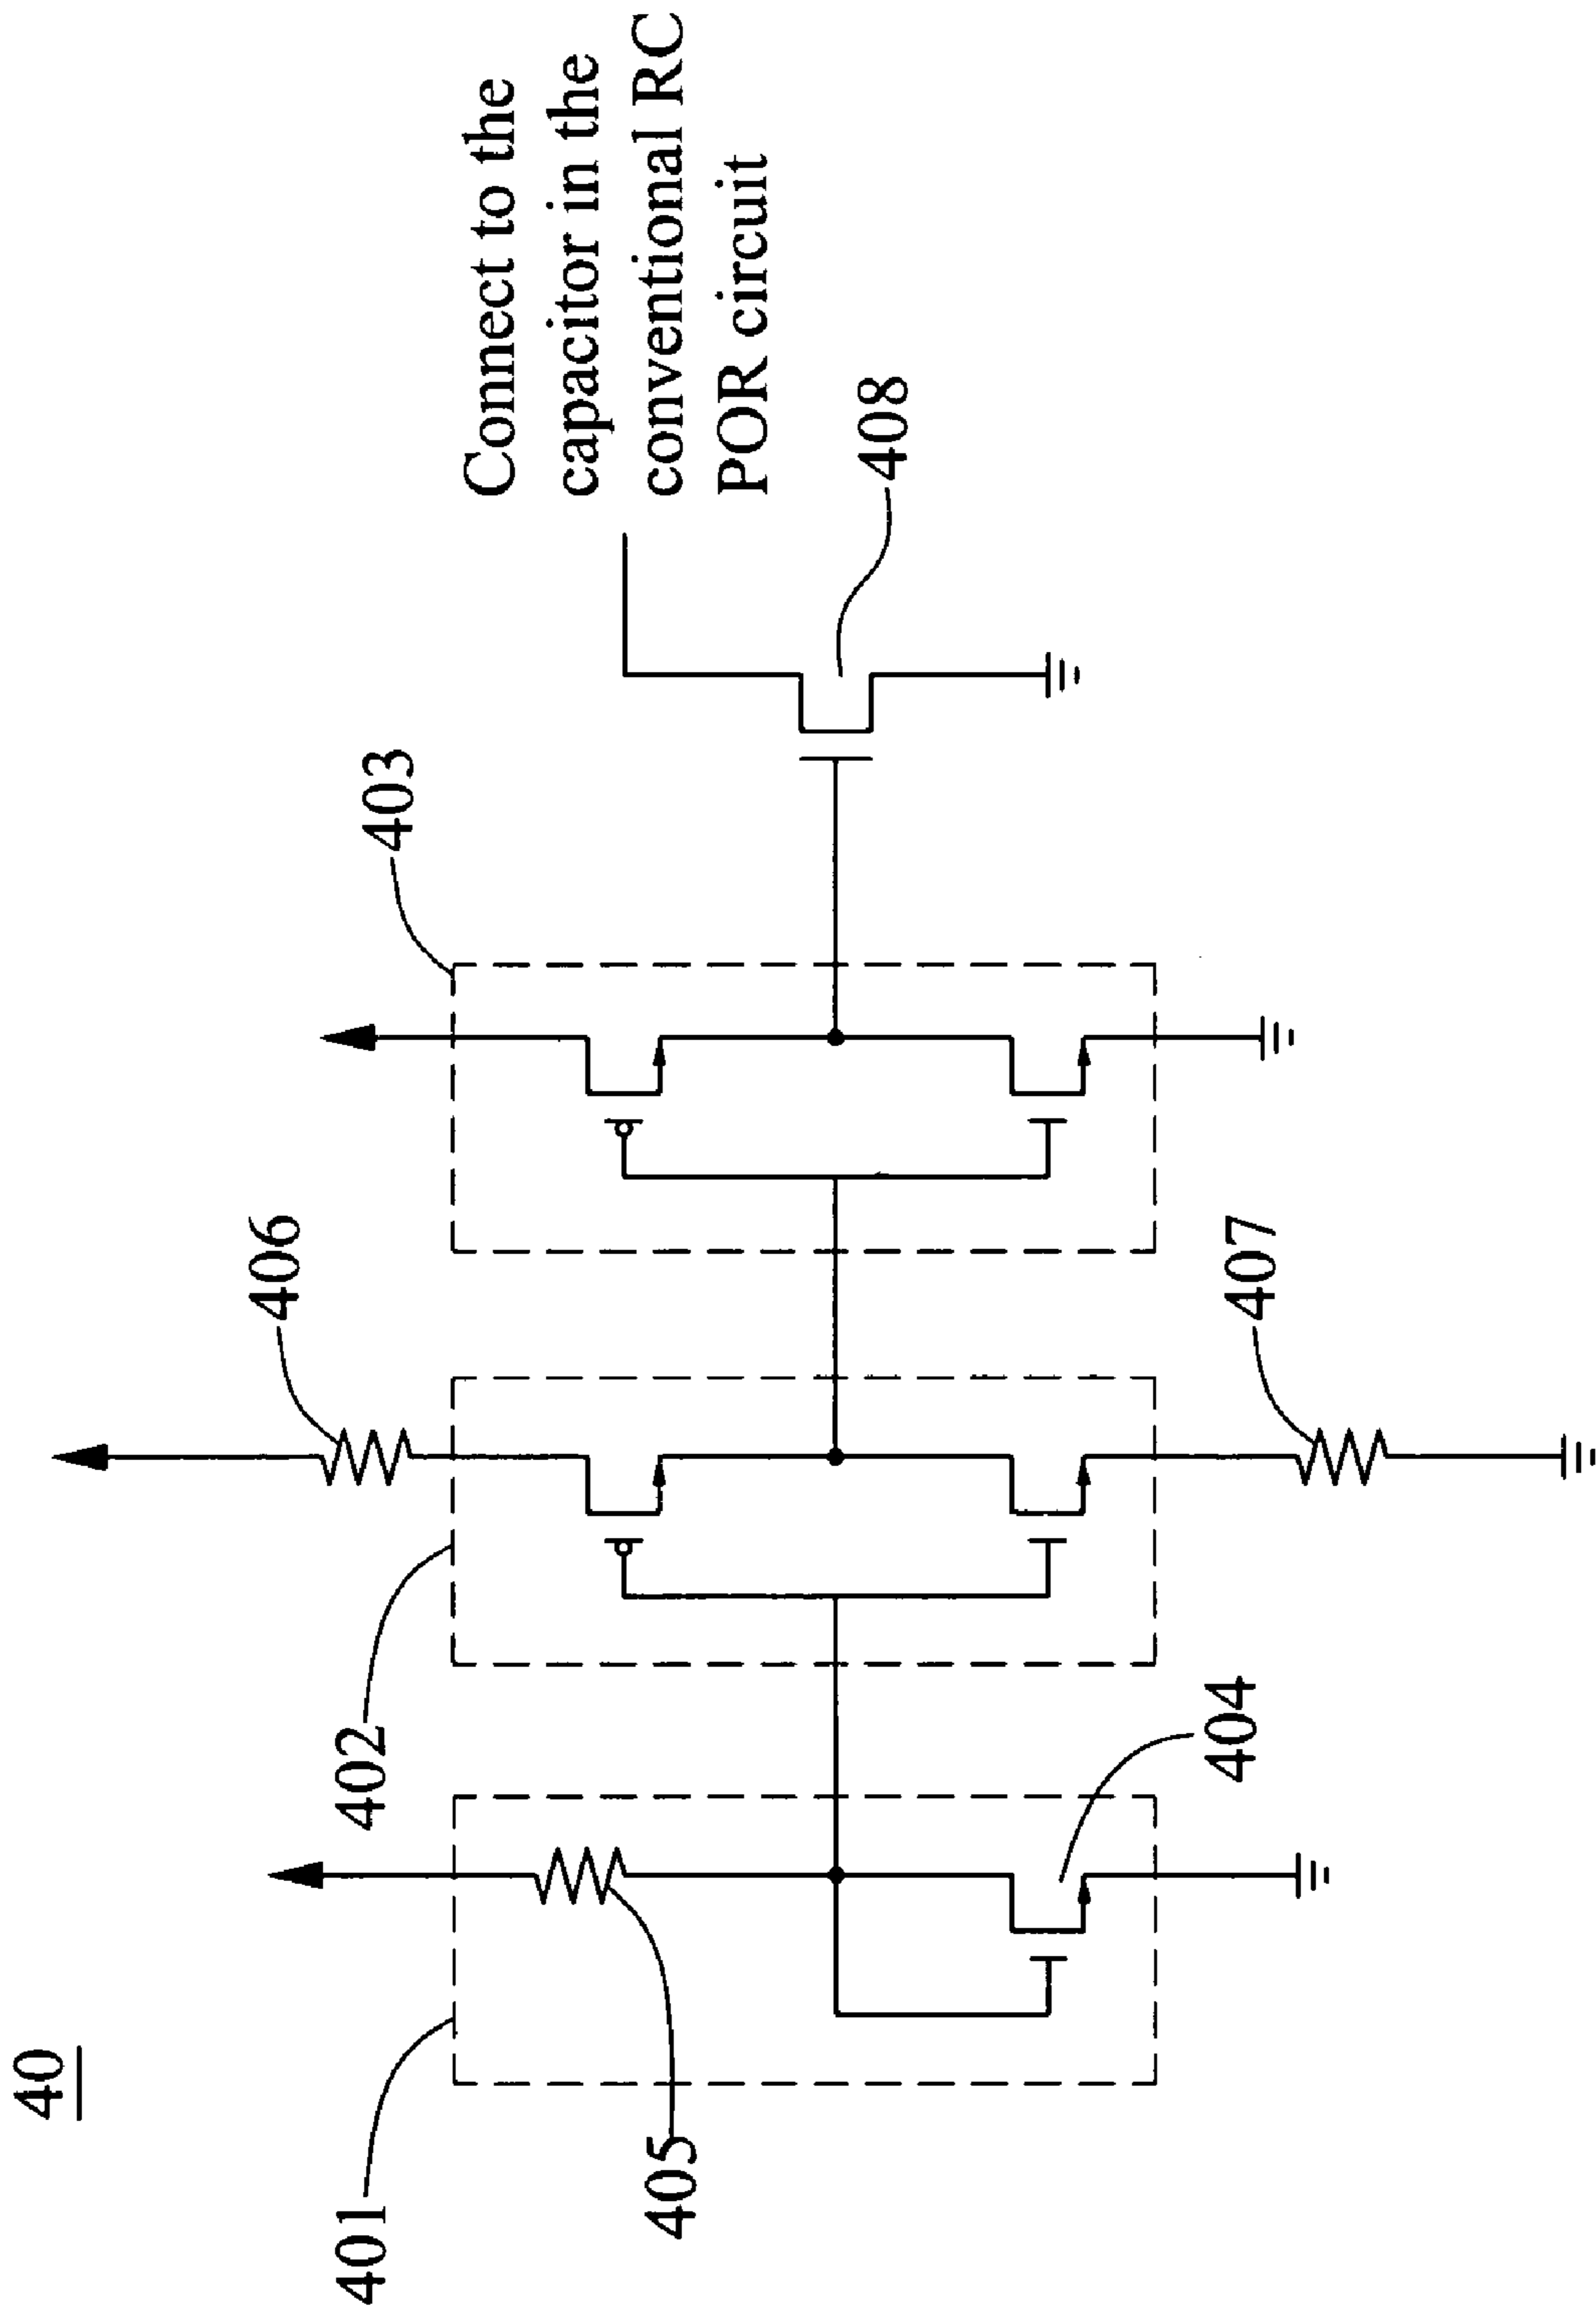 40
401
405
402
404
406
407
403
408
Connect to the
capacitor in the
conventional RC
POR circuit